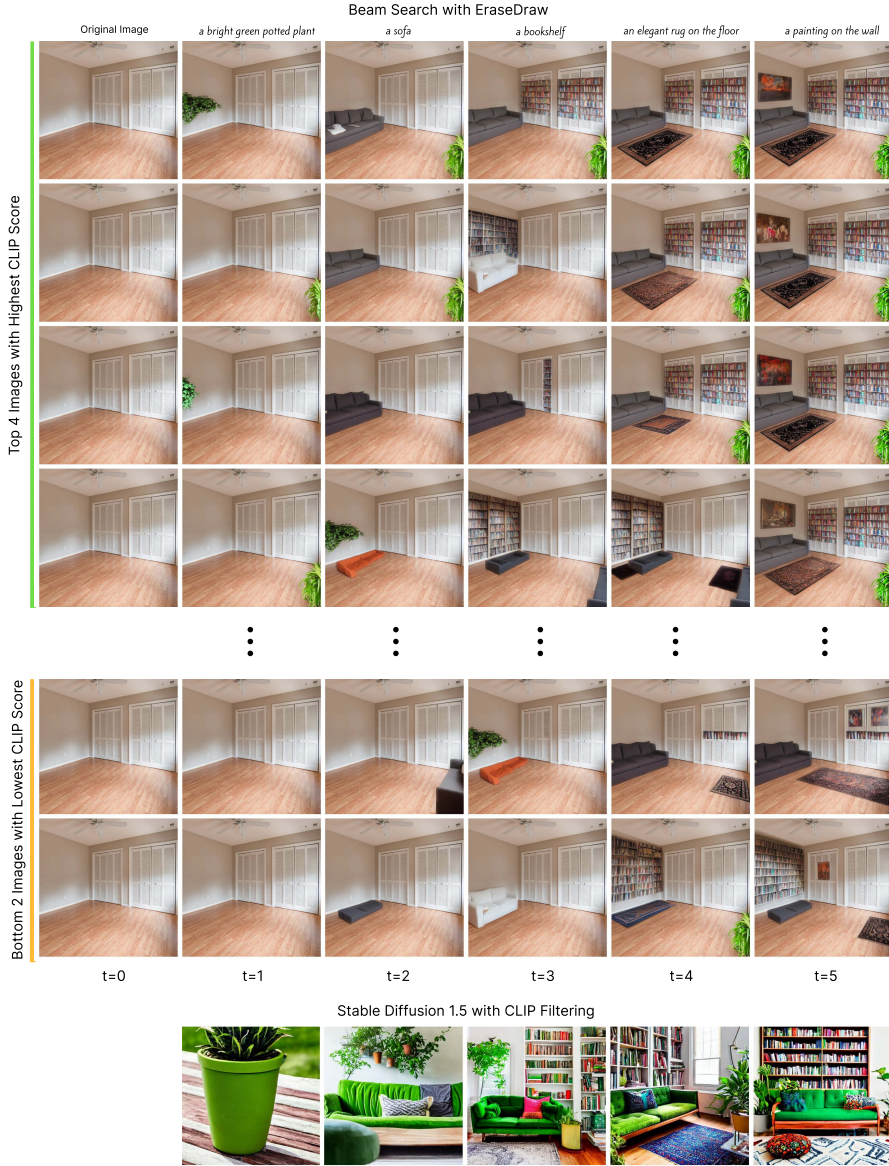 Beam Search with EraseDraw
Original Image
a bright green potted plant
a sofa
a bookshelf
an elegant rug on the floor
a painting on the wall
Top 4 Images with Highest CLIP Score
Bottom 2 Images with Lowest CLIP Score
t=0
t=1
t=2
t=3
t=4
t=5
Stable Diffusion 1.5 with CLIP Filtering